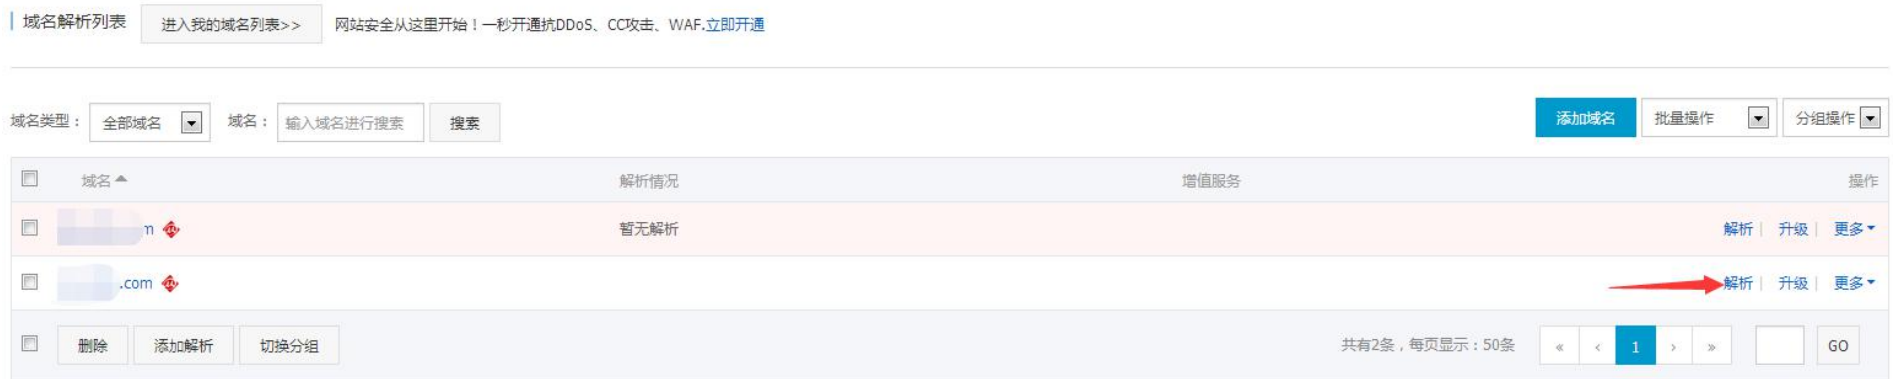 域名解析列表 进入我的域名列表>> 网站安全从这里开始！一秒开通抗DDoS、CC攻击、WAF.立即开通
域名类型： 全部域名 域名： 输入域名进行搜索 搜索 添加域名 批量操作 分组操作
域名 解析情况 增值服务 操作
m 暂无解析 解析 | 升级 | 更多
.com 解析 | 升级 | 更多
删除 添加解析 切换分组 共有2条，每页显示：50条 « ‹ 1 › » GO